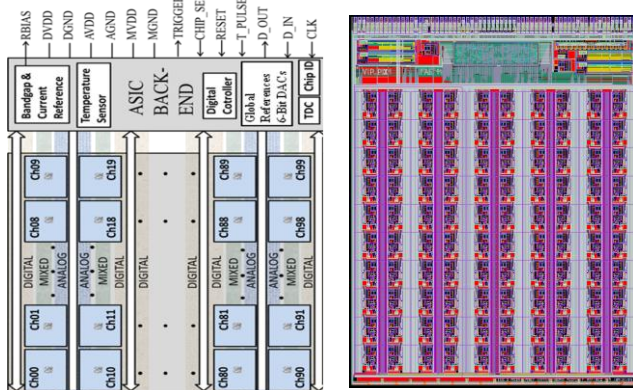 RBIAS
DVDD
DGND
AVDD
AGND
MVDD
MGND
TRIGGER
CHIP_SE
RESET
T_PULSE
D_OUT
D_IN
CLK
Bandgap &
Current
Reference
Temperature
Sensor
ASIC
BACK-
END
Digital
Cotroller
Global
References
6-Bit DACs
TDC
Chip ID
Ch09
Ch19
Ch89
Ch99
Ch08
Ch18
Ch88
Ch98
DIGITAL
MIXED
ANALOG
ANALOG
MIXED
DIGITAL
DIGITAL
DIGITAL
MIXED
ANALOG
ANALOG
MIXED
DIGITAL
Ch01
Ch11
Ch81
Ch91
Ch00
Ch10
Ch80
Ch90